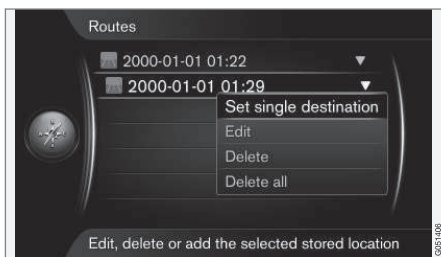 Routes
2000-01-01 01:22
2000-01-01 01:29
Set single destination
Edit
Delete
Delete all
Edit, delete or add the selected stored location
G051406